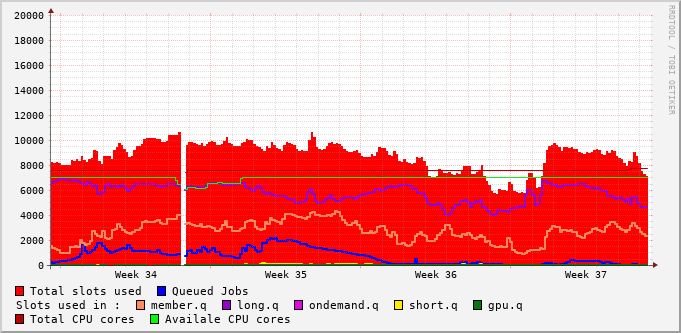 20000
18000
16000
14000
12000
10000
8000
6000
4000
2000
0
Week 34 Week 35 Week 36 Week 37
Total slots used Queued Jobs
Slots used in : member.q long.q ondemand.q short.q gpu.q
Total CPU cores Availale CPU cores
RRDTOOL / TOBI OETIKER